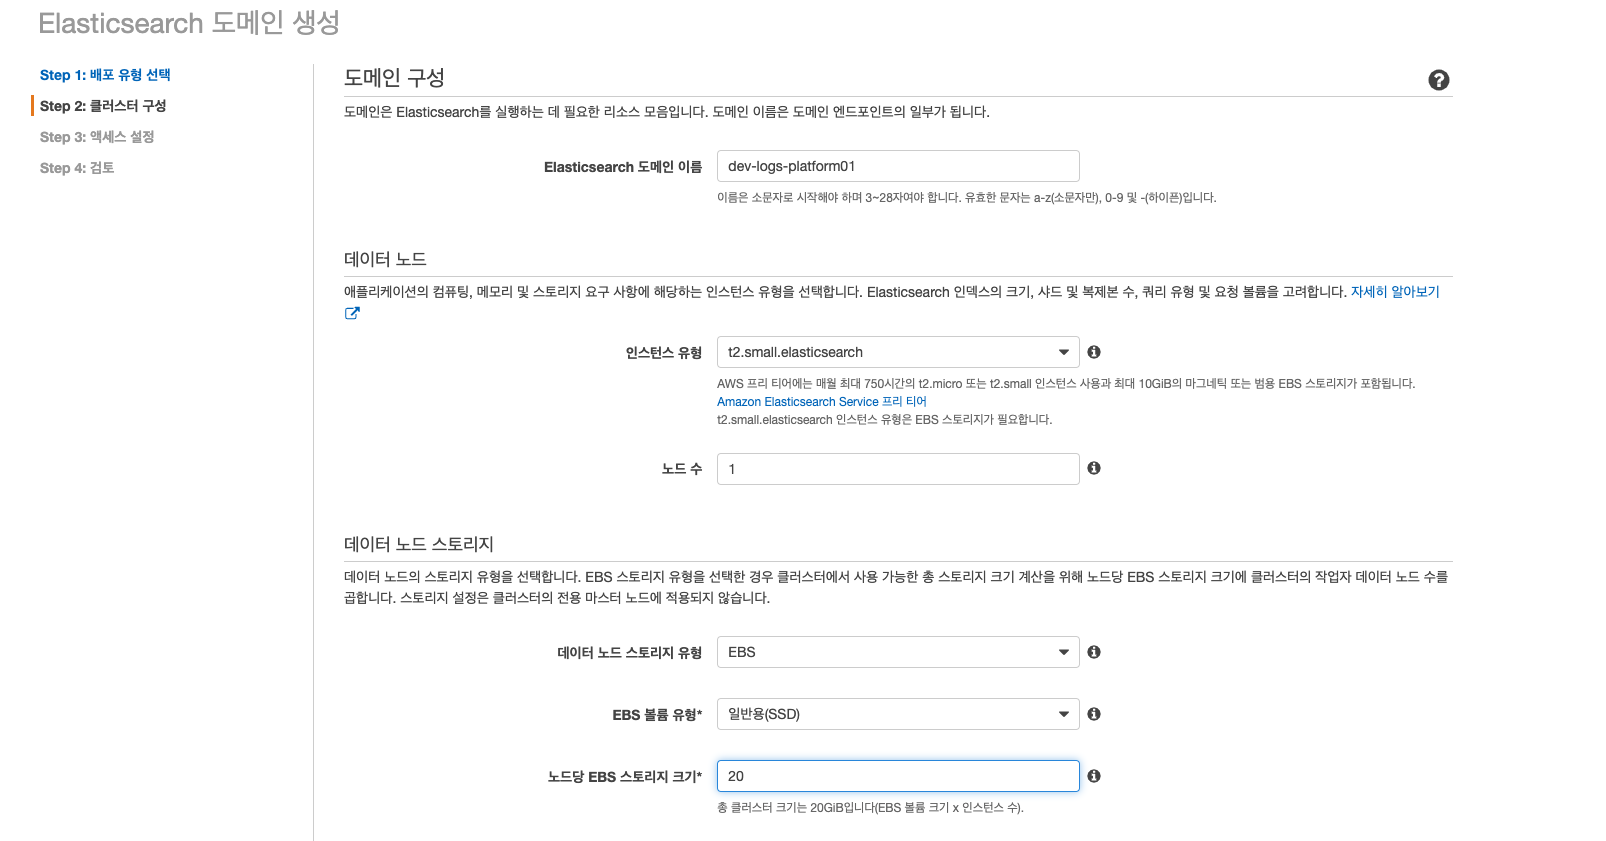 Elasticsearch 도메인 생성
Step 1: 배포 유형 선택
Step 2: 클러스터 구성
Step 3: 액세스 설정
Step 4: 검토
도메인 구성
도메인은 Elasticsearch를 실행하는 데 필요한 리소스 모음입니다. 도메인 이름은 도메인 엔드포인트의 일부가 됩니다.
Elasticsearch 도메인 이름
dev-logs-platform01
이름은 소문자로 시작해야 하며 3~28자여야 합니다. 유효한 문자는 a-z(소문자만), 0-9 및 -(하이픈)입니다.
데이터 노드
애플리케이션의 컴퓨팅, 메모리 및 스토리지 요구 사항에 해당하는 인스턴스 유형을 선택합니다. Elasticsearch 인덱스의 크기, 샤드 및 복제본 수, 쿼리 유형 및 요청 볼륨을 고려합니다. 자세히 알아보기
인스턴스 유형
t2.small.elasticsearch
AWS 프리 티어에는 매월 최대 750시간의 t2.micro 또는 t2.small 인스턴스 사용과 최대 10GiB의 마그네틱 또는 범용 EBS 스토리지가 포함됩니다.
Amazon Elasticsearch Service 프리 티어
t2.small.elasticsearch 인스턴스 유형은 EBS 스토리지가 필요합니다.
노드 수
1
데이터 노드 스토리지
데이터 노드의 스토리지 유형을 선택합니다. EBS 스토리지 유형을 선택한 경우 클러스터에서 사용 가능한 총 스토리지 크기 계산을 위해 노드당 EBS 스토리지 크기에 클러스터의 작업자 데이터 노드 수를
곱합니다. 스토리지 설정은 클러스터의 전용 마스터 노드에 적용되지 않습니다.
데이터 노드 스토리지 유형
EBS
EBS 볼륨 유형*
일반용(SSD)
노드당 EBS 스토리지 크기*
20
총 클러스터 크기는 20GiB입니다(EBS 볼륨 크기 x 인스턴스 수).